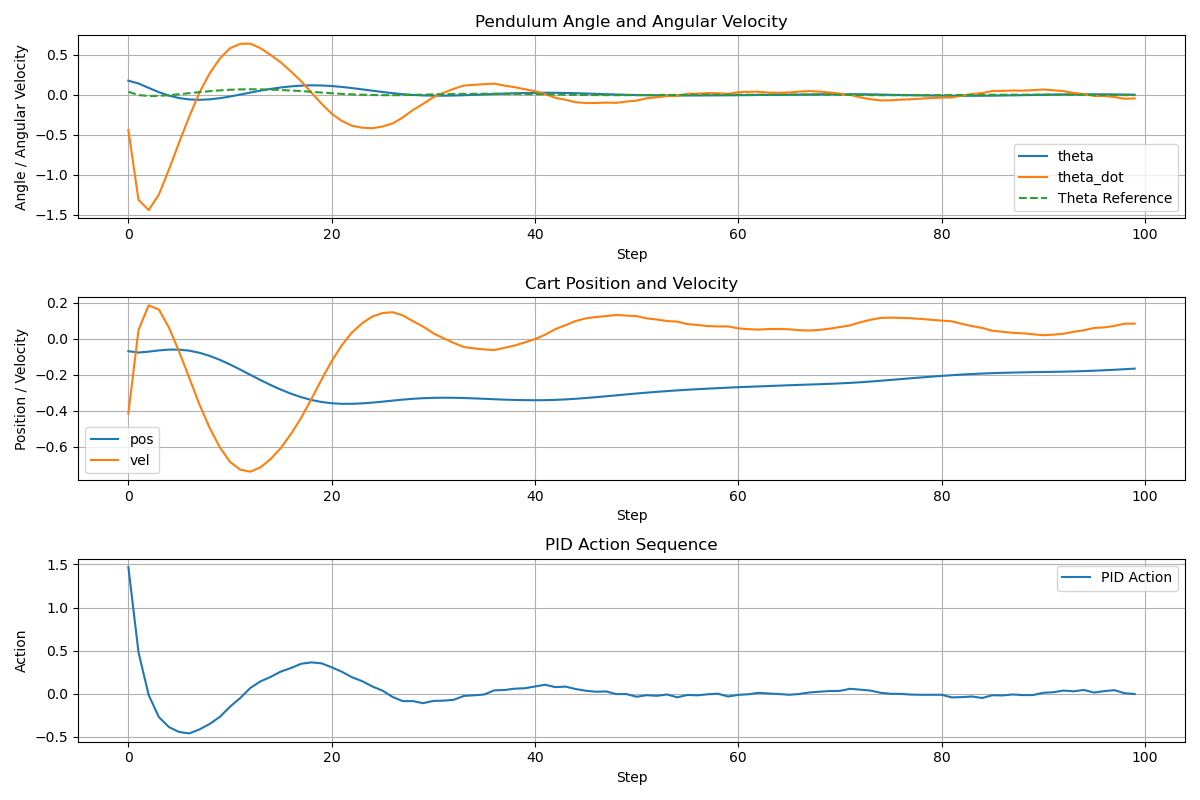 Pendulum Angle and Angular Velocity
Angle / Angular Velocity
0.5
0.0
−0.5
−1.0
−1.5
theta
theta_dot
Theta Reference
0
20
40
60
80
100
Step
Cart Position and Velocity
Position / Velocity
0.2
0.0
−0.2
−0.4
−0.6
pos
vel
0
20
40
60
80
100
Step
PID Action Sequence
Action
1.5
1.0
0.5
0.0
−0.5
PID Action
0
20
40
60
80
100
Step